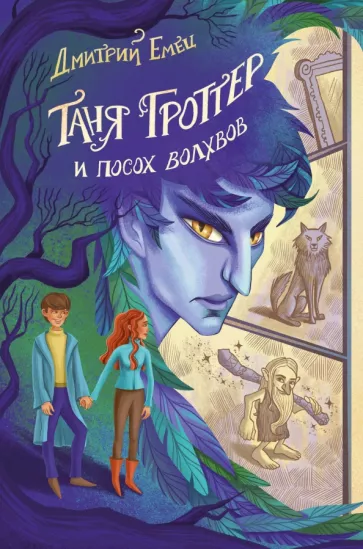 Дмитрий Емец
Таня Гроттер
и посох волхвов